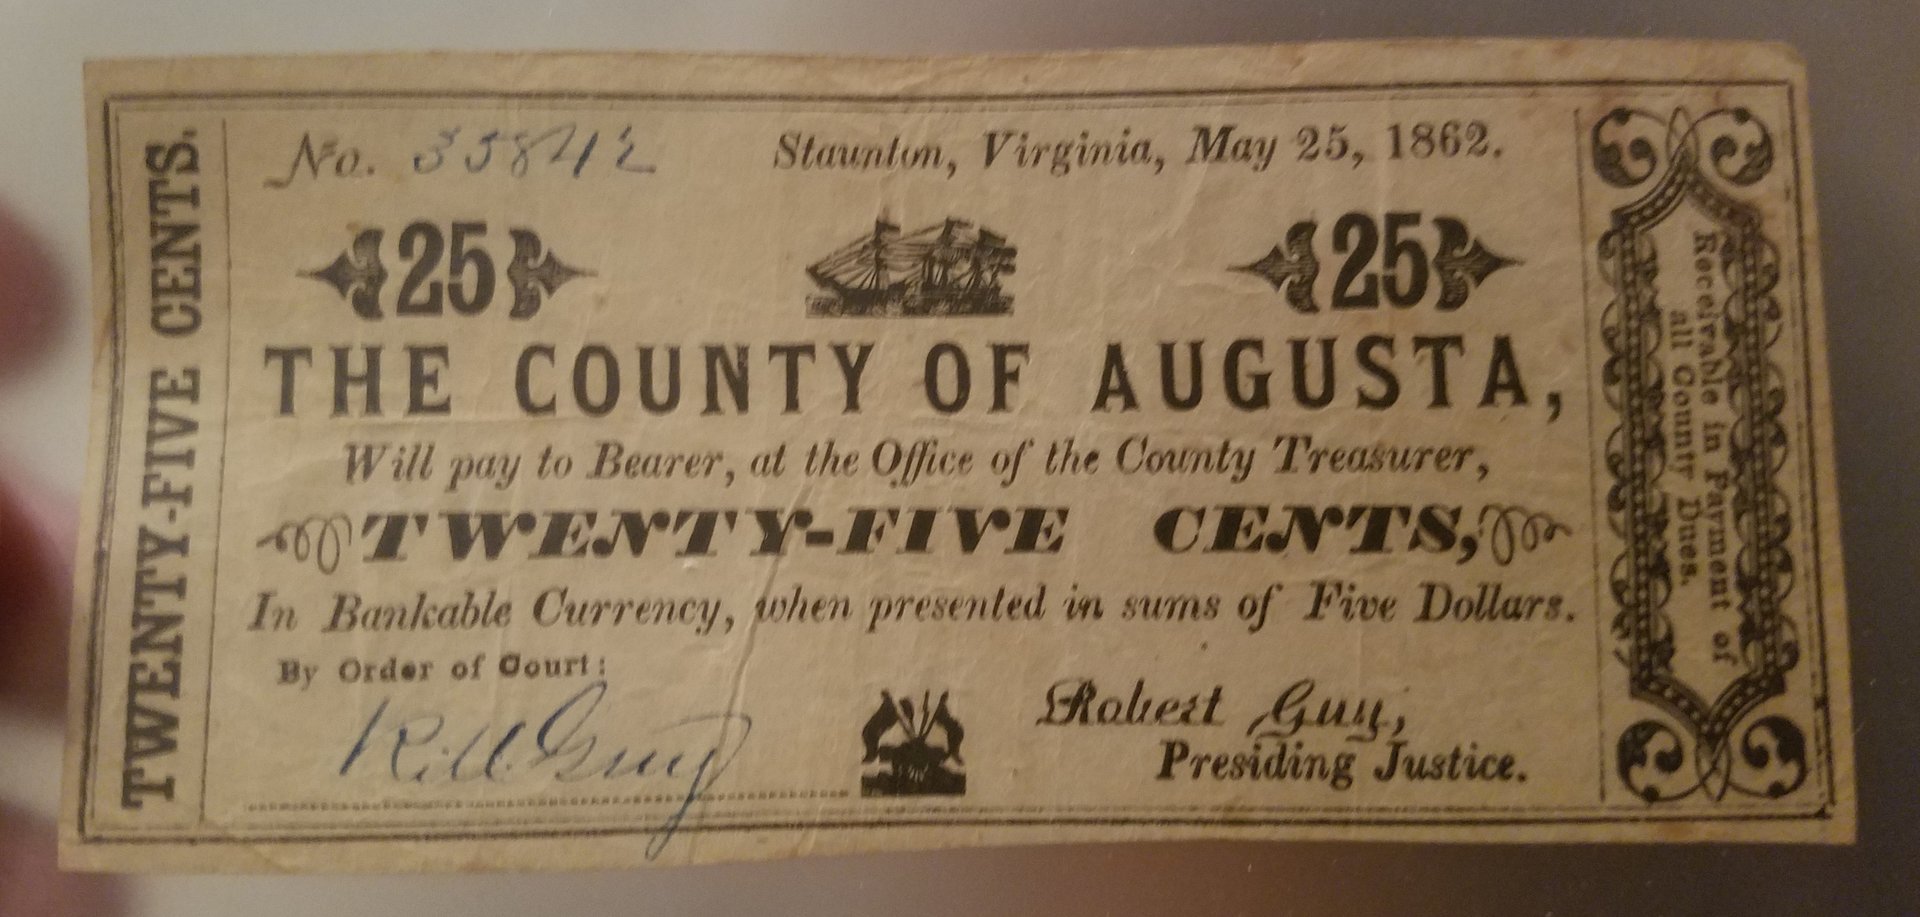 TWENTY-FIVE CENTS.
No. 35842
Staunton, Virginia, May 25, 1862.
25
25
THE COUNTY OF AUGUSTA,
Will pay to Bearer, at the Office of the County Treasurer,
TWENTY-FIVE CENTS,
In Bankable Currency, when presented in sums of Five Dollars.
By Order of Court:
Guy
Robert Guy,
Presiding Justice.
Receivable in Payment of
all County Dues.